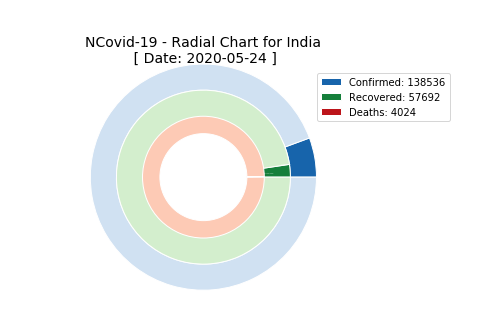 NCovid-19 - Radial Chart for India
[ Date: 2020-05-24 ]
Confirmed: 138536
Recovered: 57692
Deaths: 4024